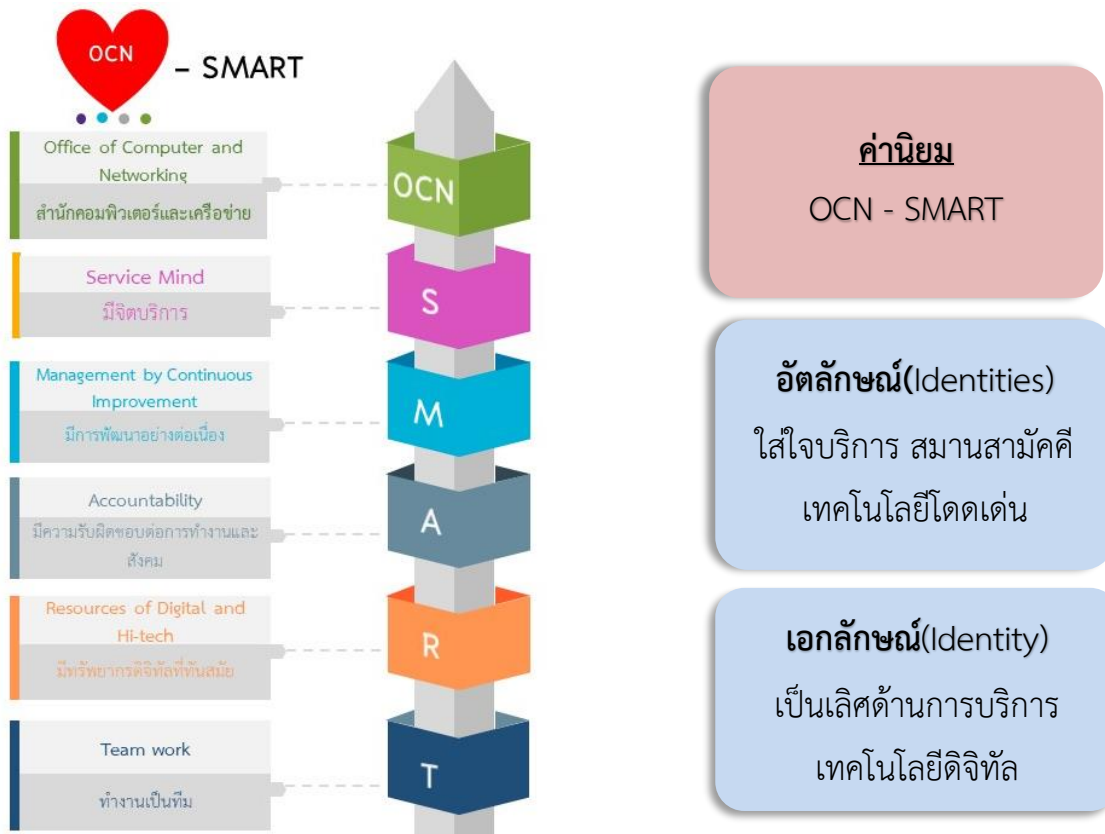 OCN
– SMART
Office of Computer and
Networking
สำนักคอมพิวเตอร์และเครือข่าย
OCN
Service Mind
มีจิตบริการ
S
Management by Continuous
Improvement
มีการพัฒนาอย่างต่อเนื่อง
M
Accountability
มีความรับผิดชอบต่อการทำงานและ
สังคม
A
Resources of Digital and
Hi-tech
มีทรัพยากรดิจิทัลที่ทันสมัย
R
Team work
ทำงานเป็นทีม
T
ค่านิยม
OCN - SMART
อัตลักษณ์(Identities)
ใส่ใจบริการ สมานสามัคคี
เทคโนโลยีโดดเด่น
เอกลักษณ์(Identity)
เป็นเลิศด้านการบริการ
เทคโนโลยีดิจิทัล